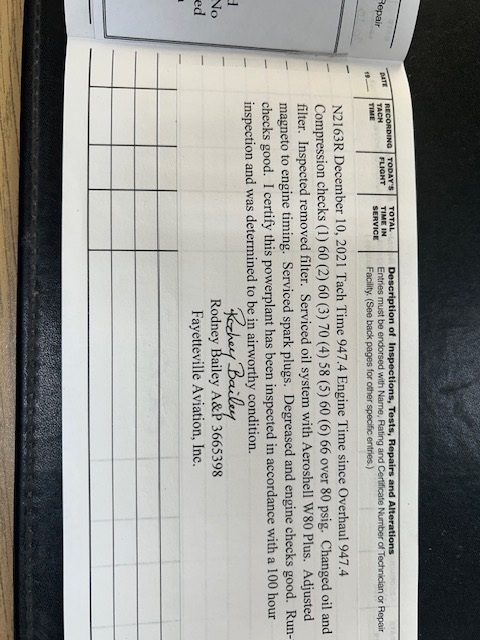 Repair
No
ed
DATE
19
RECORDING TACH TIME
TODAY'S FLIGHT
TOTAL TIME IN SERVICE
Description of Inspections, Tests, Repairs and Alterations
Entries must be endorsed with Name, Rating and Certificate Number of Technician or Repair
Facility. (See back pages for other specific entries.)
N2163R December 10, 2021 Tach Time 947.4 Engine Time since Overhaul 947.4
Compression checks (1) 60 (2) 60 (3) 70 (4) 58 (5) 60 (6) 66 over 80 psig. Changed oil and
filter. Inspected removed filter. Serviced oil system with Aeroshell W80 Plus. Adjusted
magneto to engine timing. Serviced spark plugs. Degreased and engine checks good. Run-
checks good. I certify this powerplant has been inspected in accordance with a 100 hour
inspection and was determined to be in airworthy condition.
Rodney Bailey
Rodney Bailey A&P 3665398
Fayetteville Aviation, Inc.